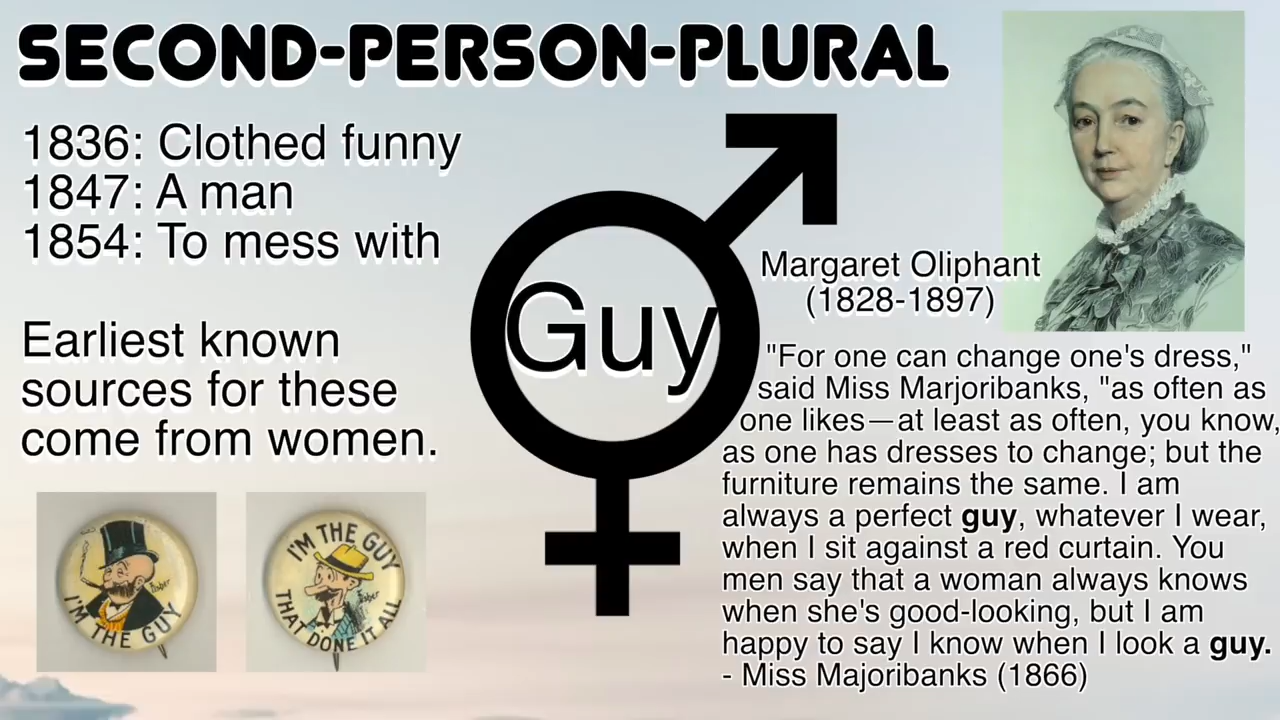 SECOND-PERSON-PLURAL
1836: Clothed funny
1847: A man
1854: To mess with
Earliest known
sources for these
come from women.
I'M THE GUY
I'M THE GUY
THAT DONE IT ALL
Guy
Margaret Oliphant
(1828-1897)
"For one can change one's dress,"
said Miss Marjoribanks, "as often as
one likes—at least as often, you know,
as one has dresses to change; but the
furniture remains the same. I am
always a perfect guy, whatever I wear,
when I sit against a red curtain. You
men say that a woman always knows
when she's good-looking, but I am
happy to say I know when I look a guy.
- Miss Majoribanks (1866)